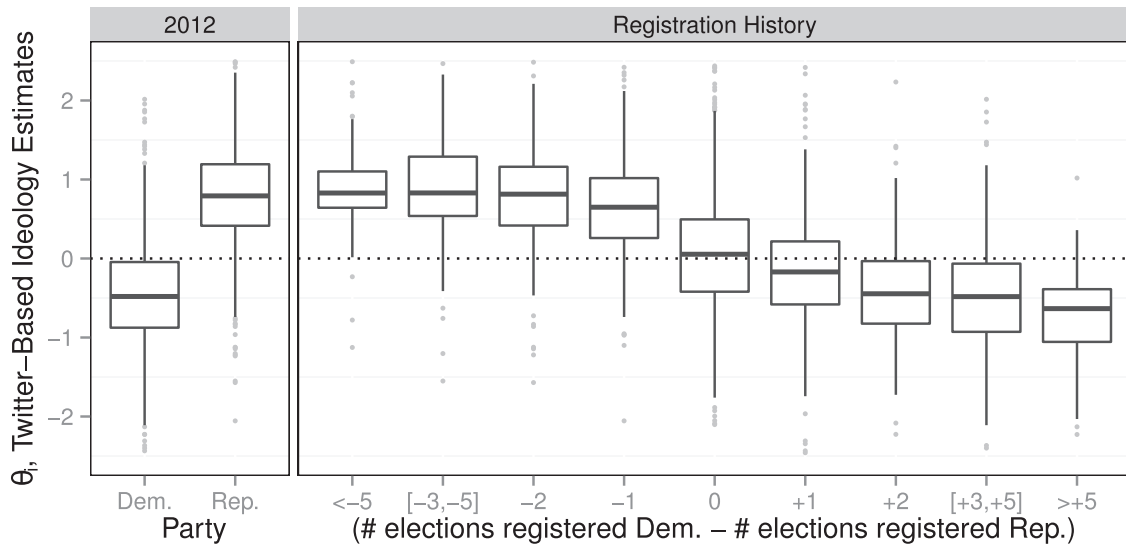 2012
Registration History
θi, Twitter−Based Ideology Estimates
2
1
0
−1
−2
Dem. Rep.
<−5 [−3,−5] −2 −1 0 +1 +2 [+3,+5] >+5
Party
(# elections registered Dem. − # elections registered Rep.)